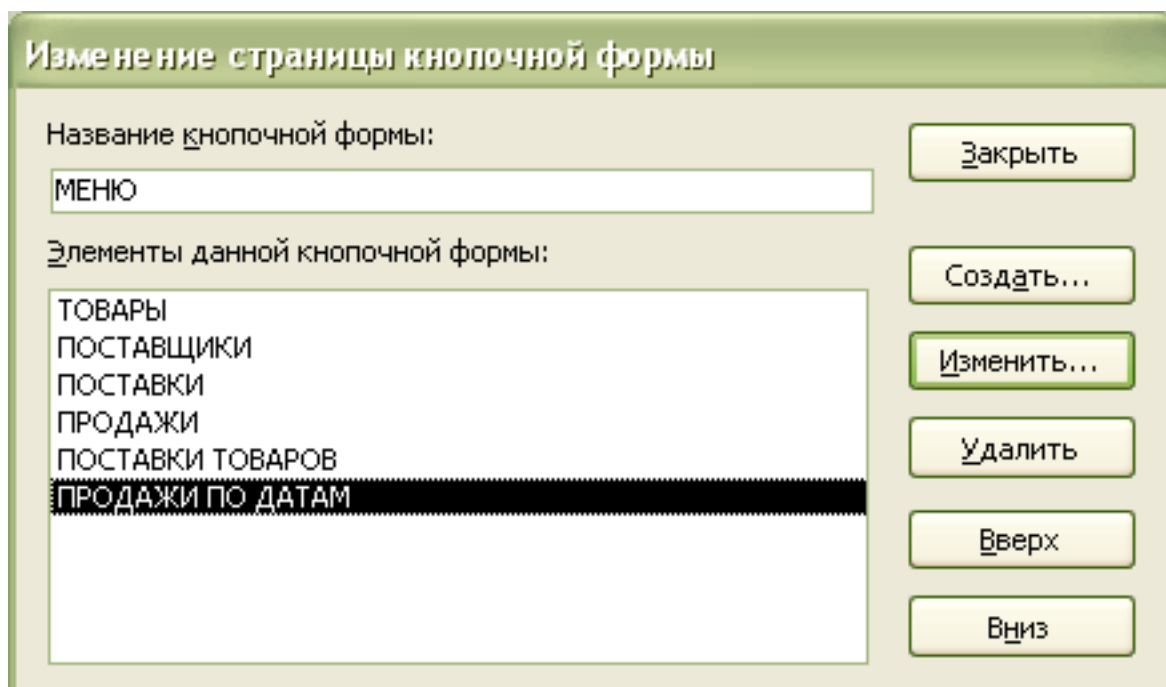 Изменение страницы кнопочной формы
Название кнопочной формы:
Закрыть
МЕНЮ
Элементы данной кнопочной формы:
Создать...
ТОВАРЫ
ПОСТАВЩИКИ
Изменить...
ПОСТАВКИ
ПРОДАЖИ
ПОСТАВКИ ТОВАРОВ
Удалить
ПРОДАЖИ ПО ДАТАМ
Вверх
Вниз